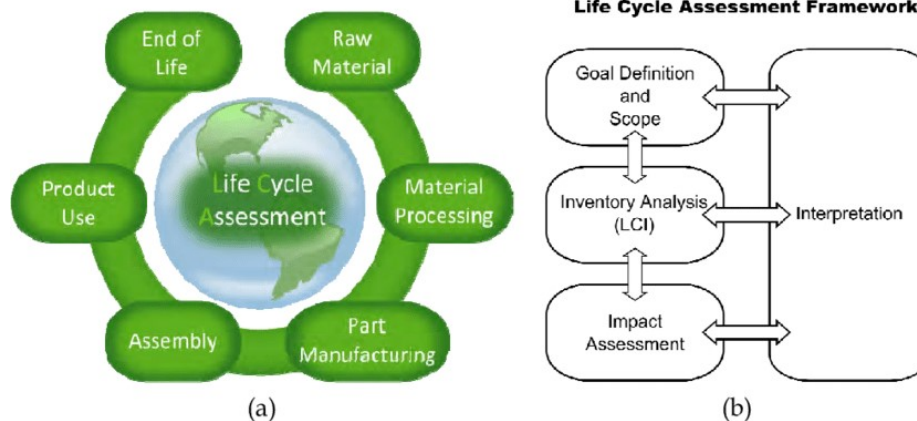 End of
Life
Raw
Material
Product
Use
Life Cycle
Assessment
Material
Processing
Assembly
Part
Manufacturing
(a)
Life Cycle Assessment Framework
Goal Definition
and
Scope
Inventory Analysis
(LCI)
Interpretation
Impact
Assessment
(b)